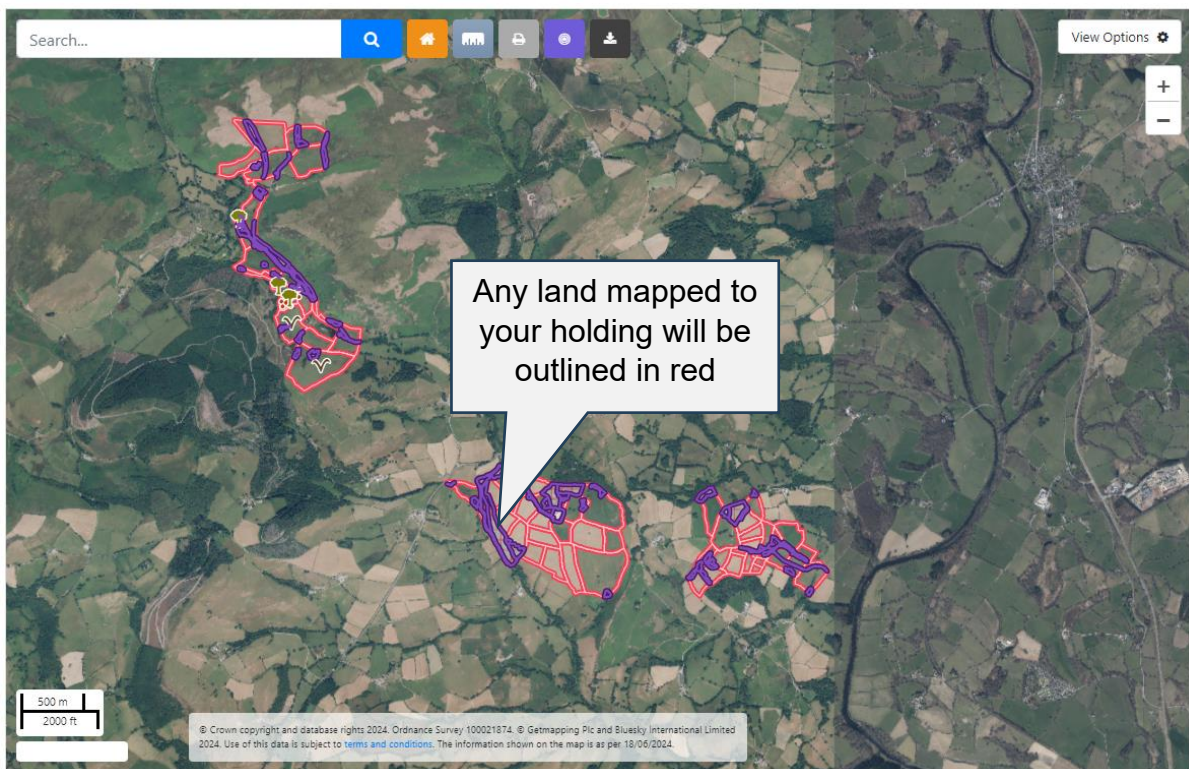 Search...
View Options
+
−
Any land mapped to
your holding will be
outlined in red
500 m
2000 ft
© Crown copyright and database rights 2024. Ordnance Survey 100021874. © Getmapping Plc and Bluesky International Limited
2024. Use of this data is subject to terms and conditions. The information shown on the map is as per 18/06/2024.